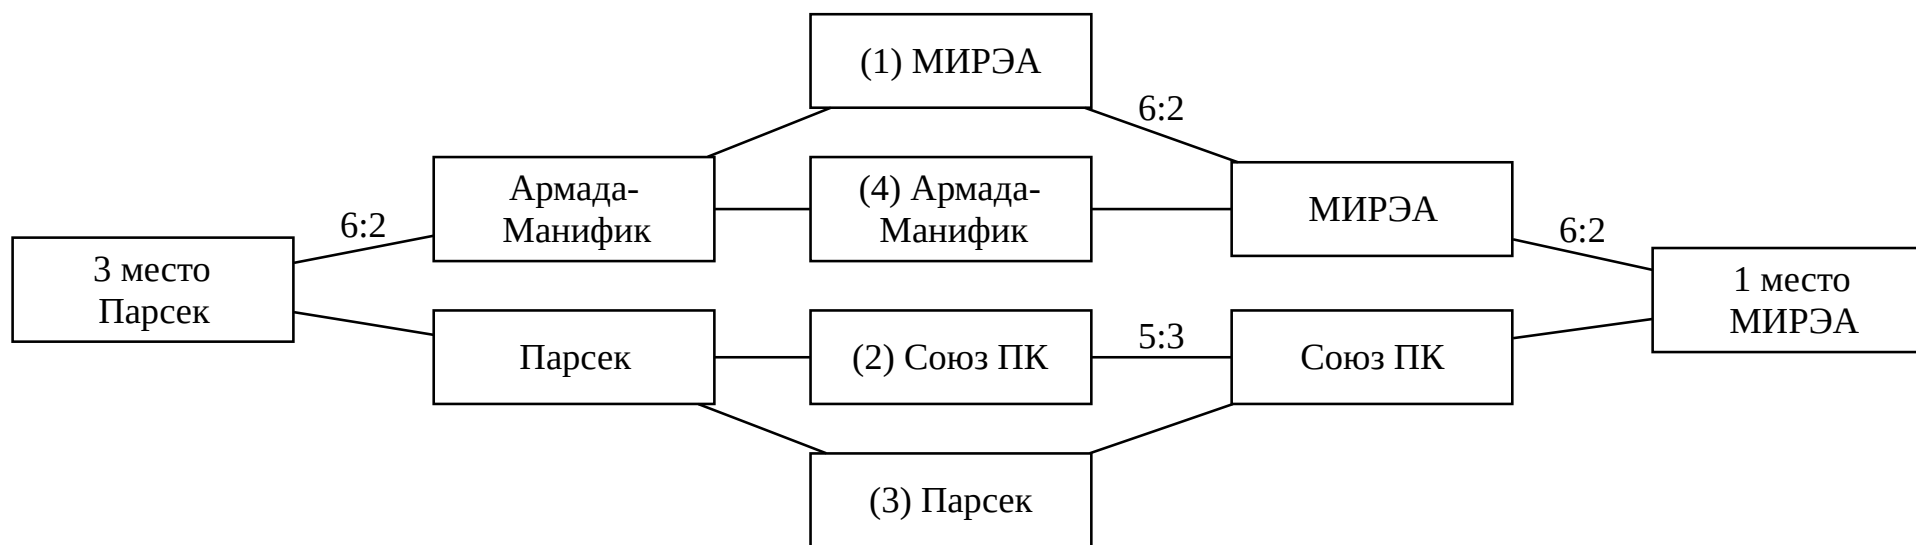 (1) МИРЭА
6:2
Армада-
Манифик
(4) Армада-
Манифик
МИРЭА
6:2
6:2
3 место
Парсек
1 место
МИРЭА
Парсек
(2) Союз ПК
5:3
Союз ПК
(3) Парсек